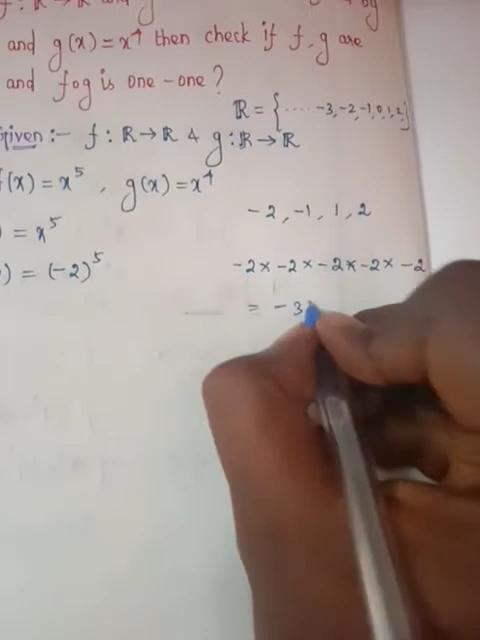 and g(x) = x⁴ then check if f, g are
and fog is one-one?
ℝ = {..... -3, -2, -1, 0, 1, 2, }
given :- f : ℝ → ℝ & g : ℝ → ℝ
f(x) = x⁵ , g(x) = x⁴
-2, -1, 1, 2
) = x⁵
) = (-2)⁵
-2 x -2 x -2 x -2 x -2
= - 3